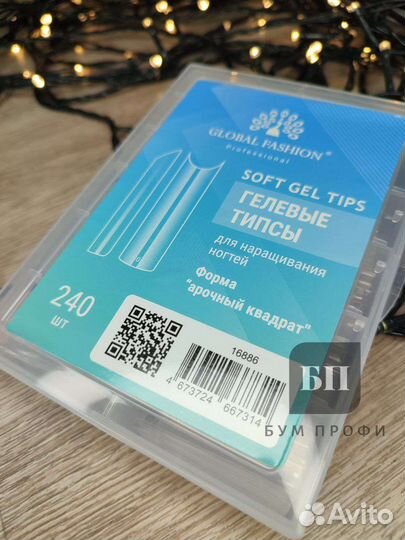 GLOBAL FASHION®
Professional
SOFT GEL TIPS
ГЕЛЕВЫЕ
ТИПСЫ
для наращивания
ногтей
Форма
"арочный квадрат"
240
шт
16886
4 673724 667314
БП
БУМ ПРОФИ
Avito